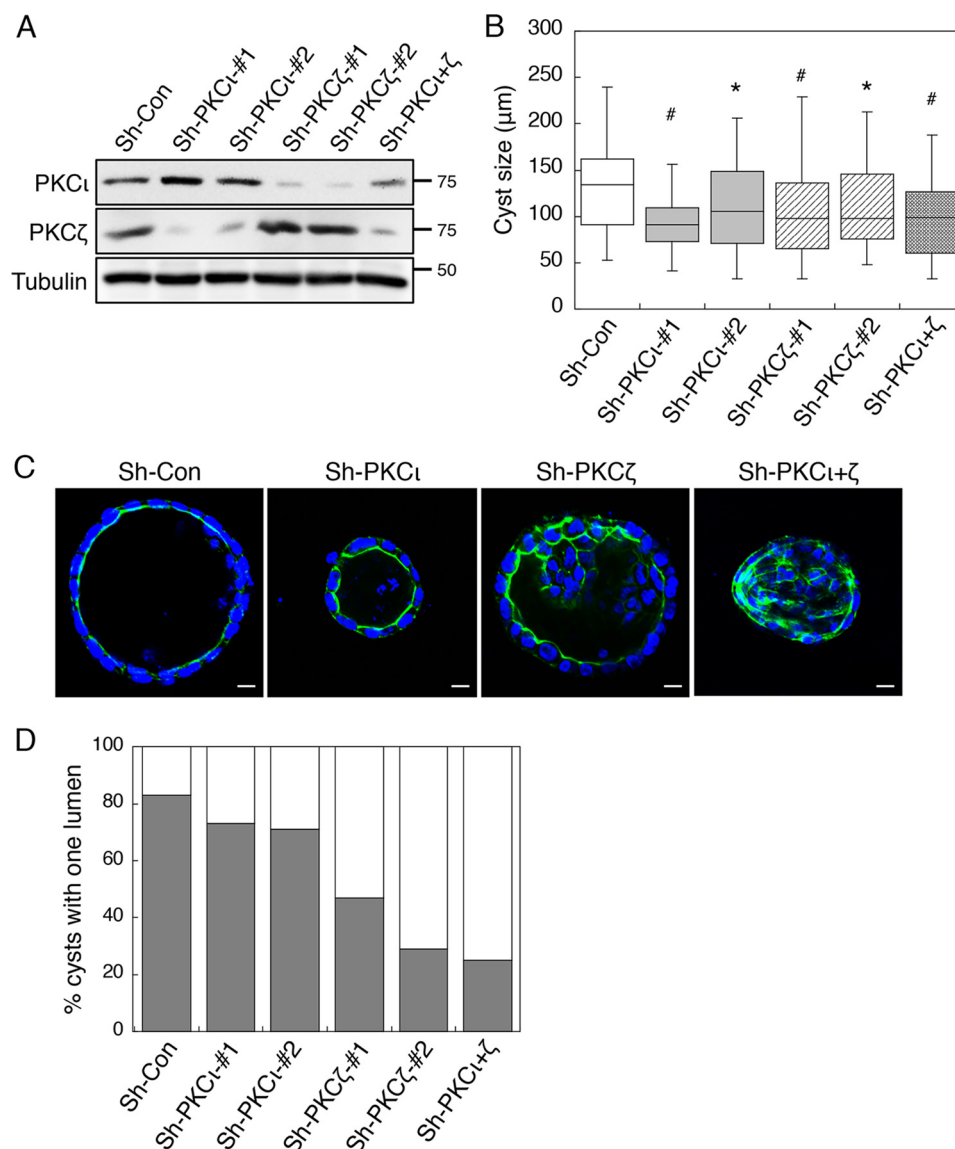 A
Sh-Con
Sh-PKCι-#1
Sh-PKCι-#2
Sh-PKCζ-#1
Sh-PKCζ-#2
Sh-PKCι+ζ
PKCι
75
PKCζ
75
Tubulin
50
B
Cyst size (µm)
300
250
200
150
100
50
0
#
*
#
*
#
Sh-Con
Sh-PKCι-#1
Sh-PKCι-#2
Sh-PKCζ-#1
Sh-PKCζ-#2
Sh-PKCι+ζ
C
Sh-Con
Sh-PKCι
Sh-PKCζ
Sh-PKCι+ζ
D
% cysts with one lumen
100
80
60
40
20
0
Sh-Con
Sh-PKCι-#1
Sh-PKCι-#2
Sh-PKCζ-#1
Sh-PKCζ-#2
Sh-PKCι+ζ